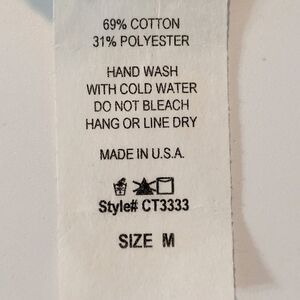 69% COTTON
31% POLYESTER
HAND WASH
WITH COLD WATER
DO NOT BLEACH
HANG OR LINE DRY
MADE IN U.S.A.
Style# CT3333
SIZE M